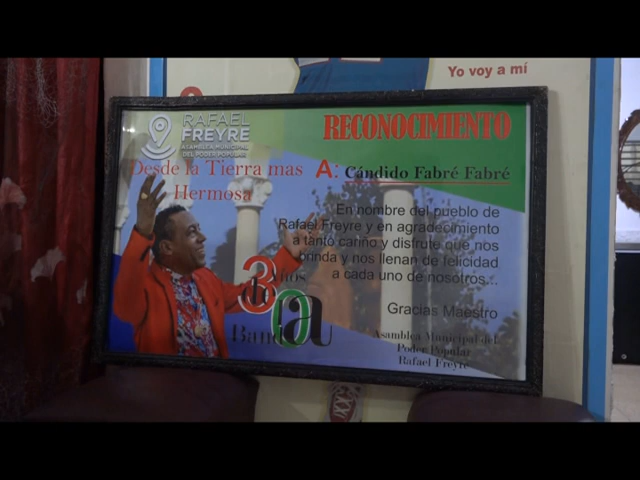 Yo voy a mí
RAFAEL
FREYRE
ASAMBLEA MUNICIPAL
DEL PODER POPULAR
Desde la Tierra mas
Hermosa
RECONOCIMIENTO
A: Cándido Fabré Fabré
En nombre del pueblo de
Rafael Freyre y en agradecimiento
a tanto cariño y disfrute que nos
brinda y nos llenan de felicidad
a cada uno de nosotros...
Gracias Maestro
Asamblea Municipal del
Poder Popular
Rafael Freyre
30
Años